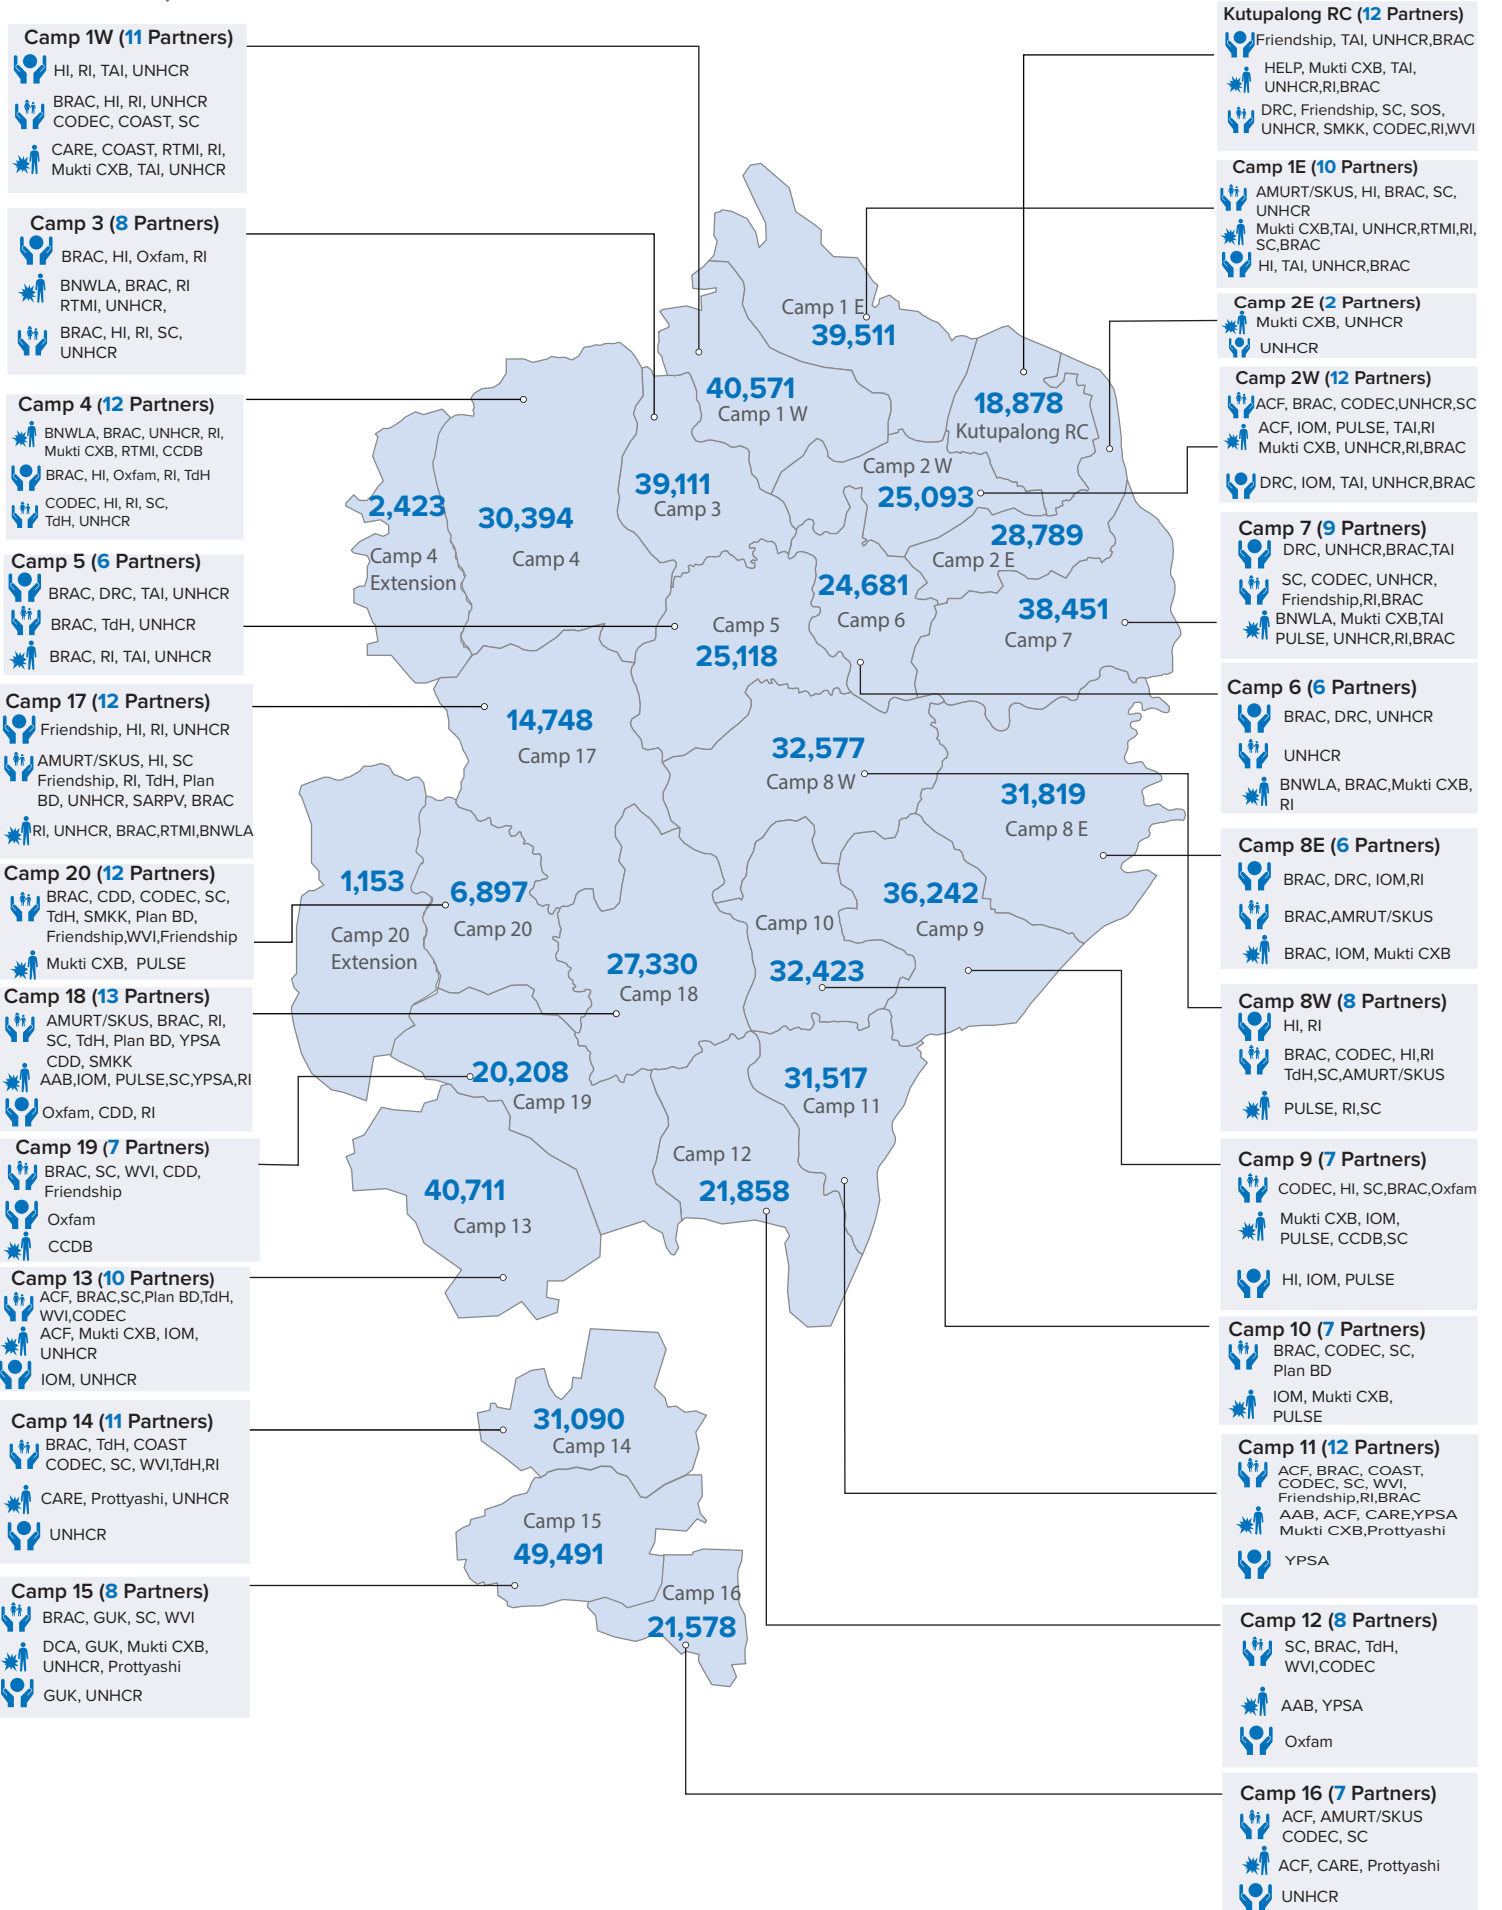 Camp 1W (11 Partners)
HI, RI, TAI, UNHCR
BRAC, HI, RI, UNHCR
CODEC, COAST, SC
CARE, COAST, RTMI, RI,
Mukti CXB, TAI, UNHCR
Camp 3 (8 Partners)
BRAC, HI, Oxfam, RI
BNWLA, BRAC, RI
RTMI, UNHCR,
BRAC, HI, RI, SC,
UNHCR
Camp 4 (12 Partners)
BNWLA, BRAC, UNHCR, RI,
Mukti CXB, RTMI, CCDB
BRAC, HI, Oxfam, RI, TdH
CODEC, HI, RI, SC,
TdH, UNHCR
Camp 5 (6 Partners)
BRAC, DRC, TAI, UNHCR
BRAC, TdH, UNHCR
BRAC, RI, TAI, UNHCR
Camp 17 (12 Partners)
Friendship, HI, RI, UNHCR
AMURT/SKUS, HI, SC
Friendship, RI, TdH, Plan
BD, UNHCR, SARPV, BRAC
RI, UNHCR, BRAC,RTMI,BNWLA
Camp 20 (12 Partners)
BRAC, CDD, CODEC, SC,
TdH, SMKK, Plan BD,
Friendship,WVI,Friendship
Mukti CXB, PULSE
Camp 18 (13 Partners)
AMURT/SKUS, BRAC, RI,
SC, TdH, Plan BD, YPSA
CDD, SMKK
AAB,IOM, PULSE,SC,YPSA,RI
Oxfam, CDD, RI
Camp 19 (7 Partners)
BRAC, SC, WVI, CDD,
Friendship
Oxfam
CCDB
Camp 13 (10 Partners)
ACF, BRAC,SC,Plan BD,TdH,
WVI,CODEC
ACF, Mukti CXB, IOM,
UNHCR
IOM, UNHCR
Camp 14 (11 Partners)
BRAC, TdH, COAST
CODEC, SC, WVI,TdH,RI
CARE, Prottyashi, UNHCR
UNHCR
Camp 15 (8 Partners)
BRAC, GUK, SC, WVI
DCA, GUK, Mukti CXB,
UNHCR, Prottyashi
GUK, UNHCR
Camp 1 E
39,511
40,571
Camp 1 W
18,878
Kutupalong RC
Camp 2 W
25,093
39,111
Camp 3
2,423
Camp 4
Extension
30,394
Camp 4
28,789
Camp 2 E
24,681
Camp 6
38,451
Camp 7
Camp 5
25,118
14,748
Camp 17
32,577
Camp 8 W
31,819
Camp 8 E
1,153
Camp 20
Extension
6,897
Camp 20
36,242
Camp 9
Camp 10
32,423
27,330
Camp 18
20,208
Camp 19
31,517
Camp 11
Camp 12
21,858
40,711
Camp 13
31,090
Camp 14
Camp 15
49,491
Camp 16
21,578
Kutupalong RC (12 Partners)
Friendship, TAI, UNHCR,BRAC
HELP, Mukti CXB, TAI,
UNHCR,RI,BRAC
DRC, Friendship, SC, SOS,
UNHCR, SMKK, CODEC,RI,WVI
Camp 1E (10 Partners)
AMURT/SKUS, HI, BRAC, SC,
UNHCR
Mukti CXB,TAI, UNHCR,RTMI,RI,
SC,BRAC
HI, TAI, UNHCR,BRAC
Camp 2E (2 Partners)
Mukti CXB, UNHCR
UNHCR
Camp 2W (12 Partners)
ACF, BRAC, CODEC,UNHCR,SC
ACF, IOM, PULSE, TAI,RI
Mukti CXB, UNHCR,RI,BRAC
DRC, IOM, TAI, UNHCR,BRAC
Camp 7 (9 Partners)
DRC, UNHCR,BRAC,TAI
SC, CODEC, UNHCR,
Friendship,RI,BRAC
BNWLA, Mukti CXB,TAI
PULSE, UNHCR,RI,BRAC
Camp 6 (6 Partners)
BRAC, DRC, UNHCR
UNHCR
BNWLA, BRAC,Mukti CXB,
RI
Camp 8E (6 Partners)
BRAC, DRC, IOM,RI
BRAC,AMRUT/SKUS
BRAC, IOM, Mukti CXB
Camp 8W (8 Partners)
HI, RI
BRAC, CODEC, HI,RI
TdH,SC,AMURT/SKUS
PULSE, RI,SC
Camp 9 (7 Partners)
CODEC, HI, SC,BRAC,Oxfam
Mukti CXB, IOM,
PULSE, CCDB,SC
HI, IOM, PULSE
Camp 10 (7 Partners)
BRAC, CODEC, SC,
Plan BD
IOM, Mukti CXB,
PULSE
Camp 11 (12 Partners)
ACF, BRAC, COAST,
CODEC, SC, WVI,
Friendship,RI,BRAC
AAB, ACF, CARE,YPSA
Mukti CXB,Prottyashi
YPSA
Camp 12 (8 Partners)
SC, BRAC, TdH,
WVI,CODEC
AAB, YPSA
Oxfam
Camp 16 (7 Partners)
ACF, AMURT/SKUS
CODEC, SC
ACF, CARE, Prottyashi
UNHCR